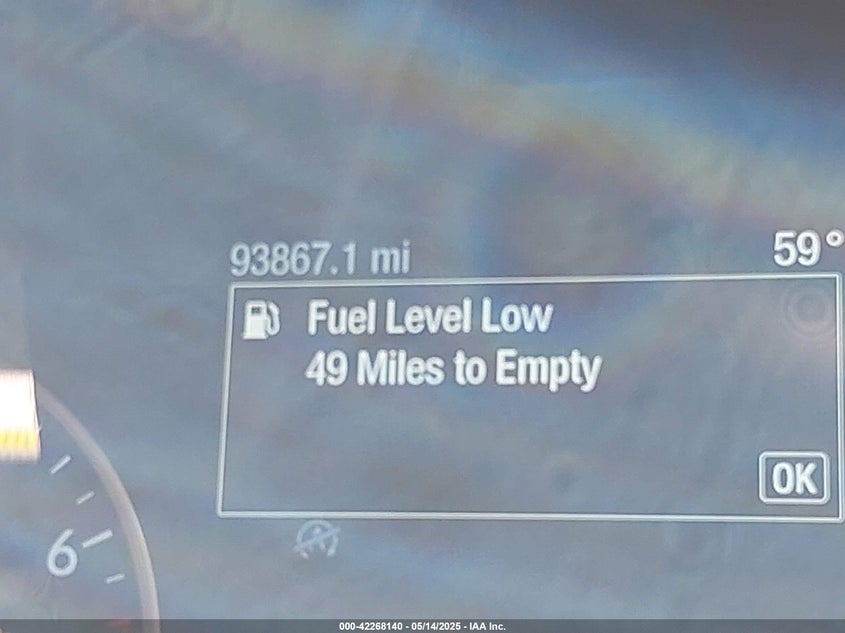 93867.1 mi
59°
Fuel Level Low
49 Miles to Empty
OK
6
000-42268140 - 05/14/2025 - IAA Inc.